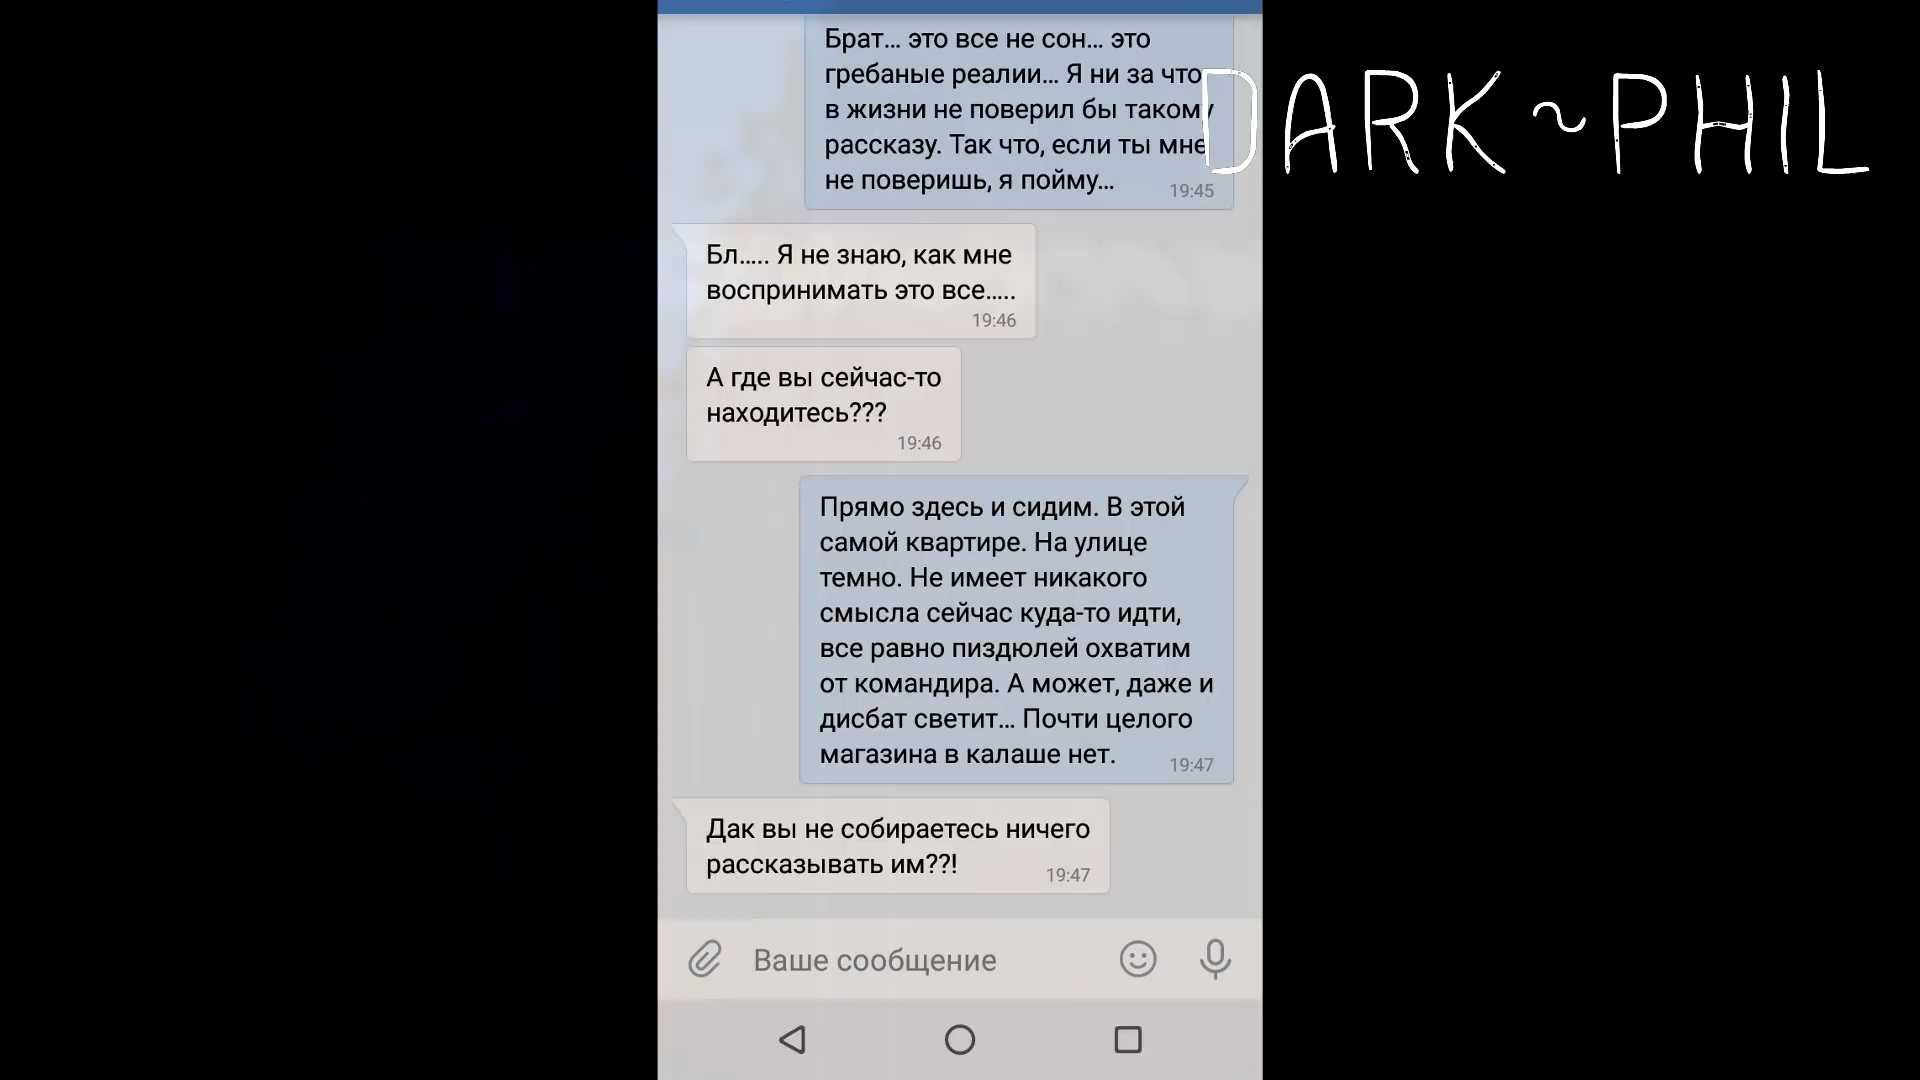 Брат... это все не сон... это
гребаные реалии... Я ни за что
в жизни не поверил бы такому
рассказу. Так что, если ты мне
не поверишь, я пойму...
19:45
DARK~PHIL
Бл..... Я не знаю, как мне
воспринимать это все.....
19:46
А где вы сейчас-то
находитесь???
19:46
Прямо здесь и сидим. В этой
самой квартире. На улице
темно. Не имеет никакого
смысла сейчас куда-то идти,
все равно пиздюлей охватим
от командира. А может, даже и
дисбат светит... Почти целого
магазина в калаше нет.
19:47
Дак вы не собираетесь ничего
рассказывать им??!
19:47
Ваше сообщение